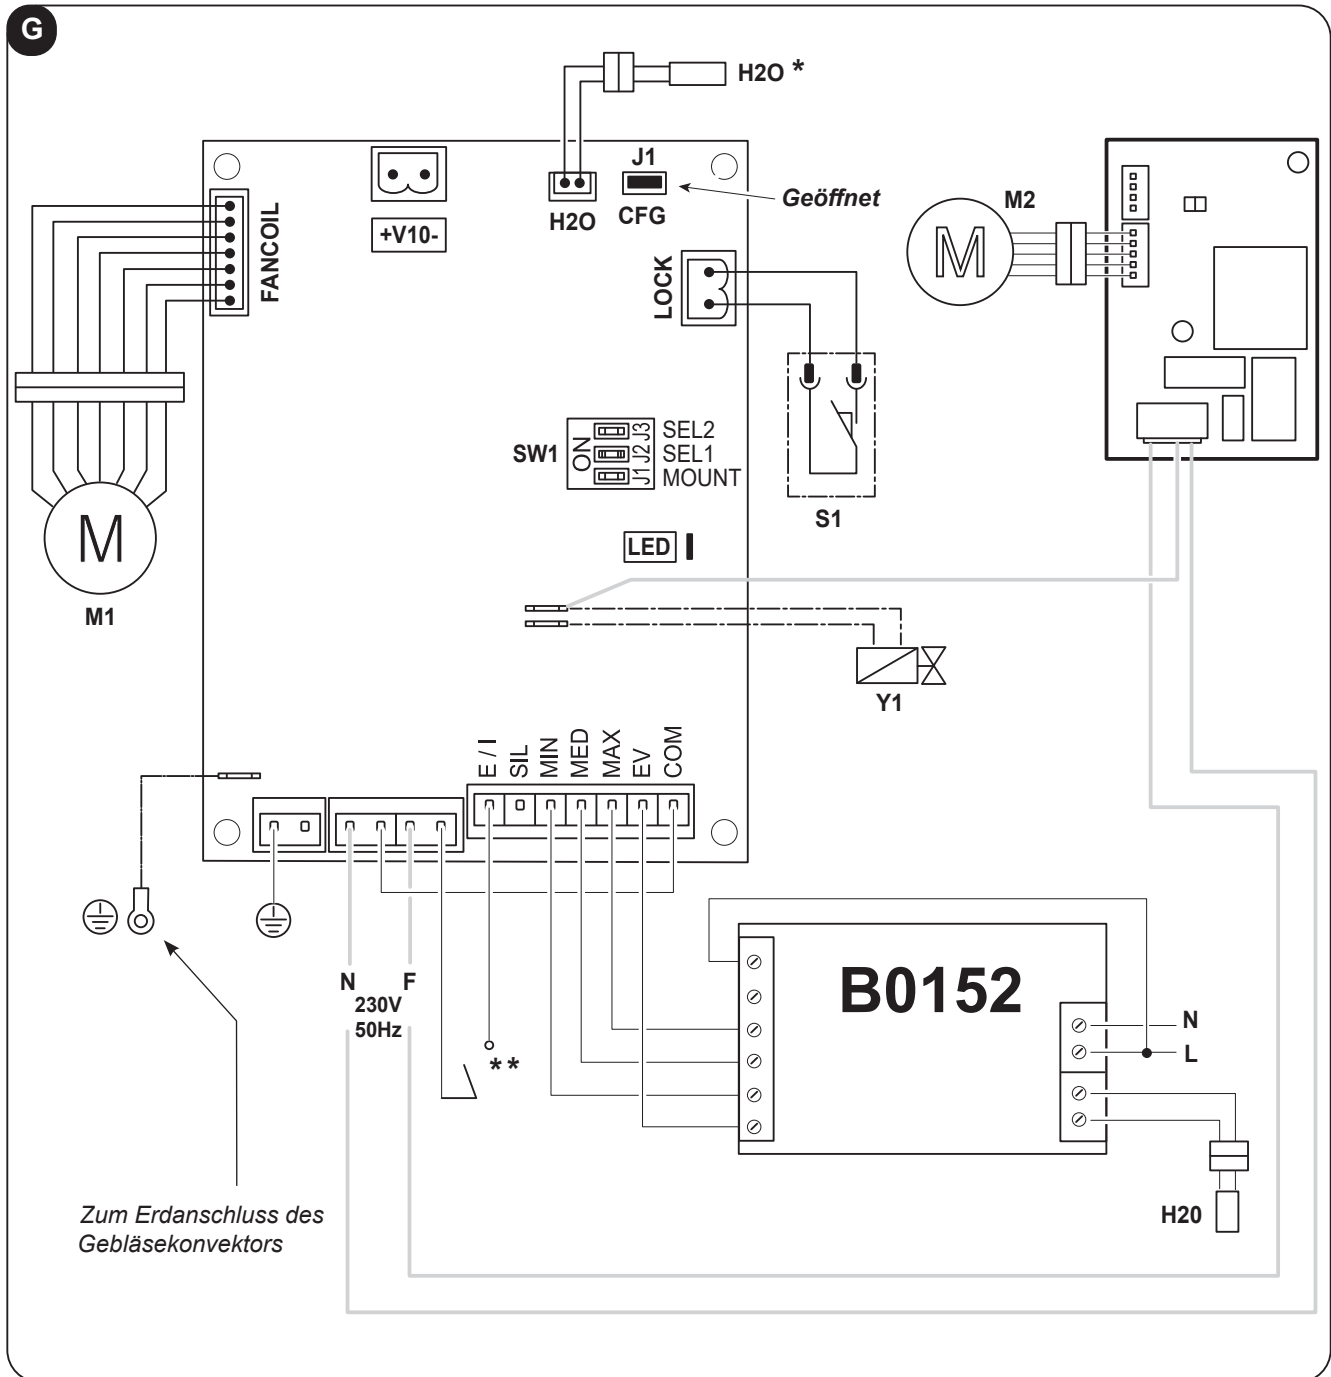 G
H2O *
J1
Geöffnet
+V10-
H2O
CFG
FANCOIL
LOCK
M2
M
SW1
ON
J3
SEL2
J2
SEL1
J1
MOUNT
S1
M
M1
LED
Y1
E / I
SIL
MIN
MED
MAX
EV
COM
N F
230V
50Hz
**
B0152
N
L
H20
Zum Erdanschluss des
Gebläsekonvektors